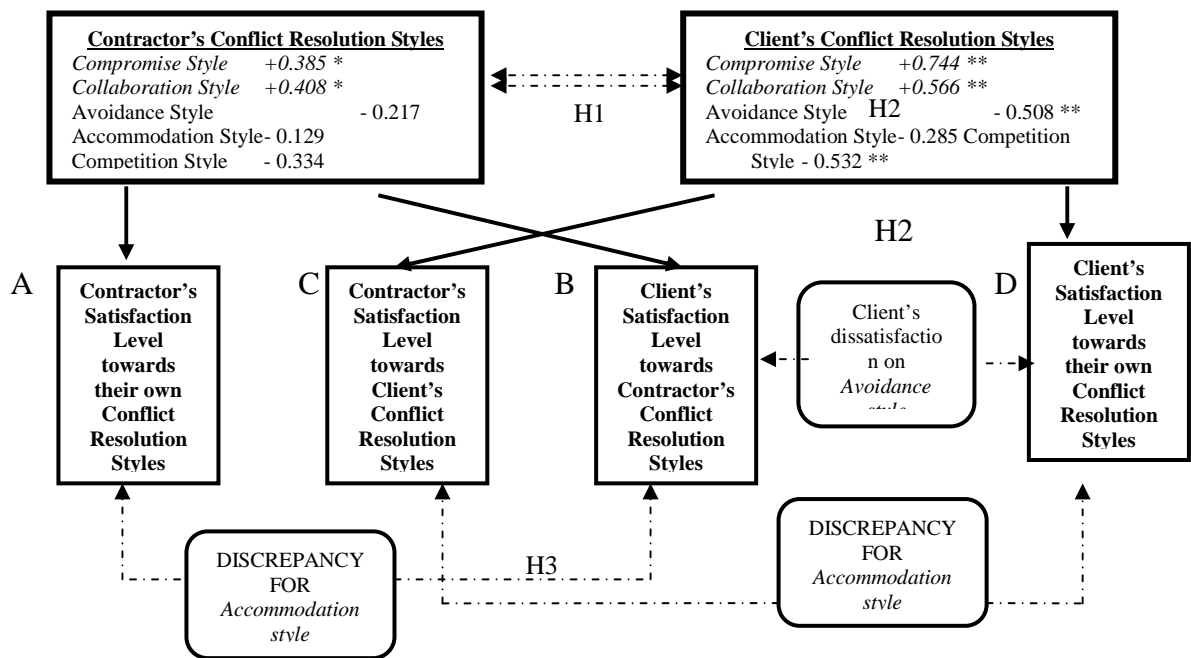 Contractor's Conflict Resolution Styles
Compromise Style +0.385 *
Collaboration Style +0.408 *
Avoidance Style - 0.217
Accommodation Style- 0.129
Competition Style - 0.334
Client's Conflict Resolution Styles
Compromise Style +0.744 **
Collaboration Style +0.566 **
Avoidance Style H2 - 0.508 **
Accommodation Style- 0.285 Competition
Style - 0.532 **
H1
H2
A
Contractor's
Satisfaction
Level
towards
their own
Conflict
Resolution
Styles
C
Contractor's
Satisfaction
Level
towards
Client's
Conflict
Resolution
Styles
B
Client's
Satisfaction
Level
towards
Contractor's
Conflict
Resolution
Styles
Client's
dissatisfactio
n on
Avoidance
style
D
Client's
Satisfaction
Level
towards
their own
Conflict
Resolution
Styles
DISCREPANCY
FOR
Accommodation
style
H3
DISCREPANCY
FOR
Accommodation
style